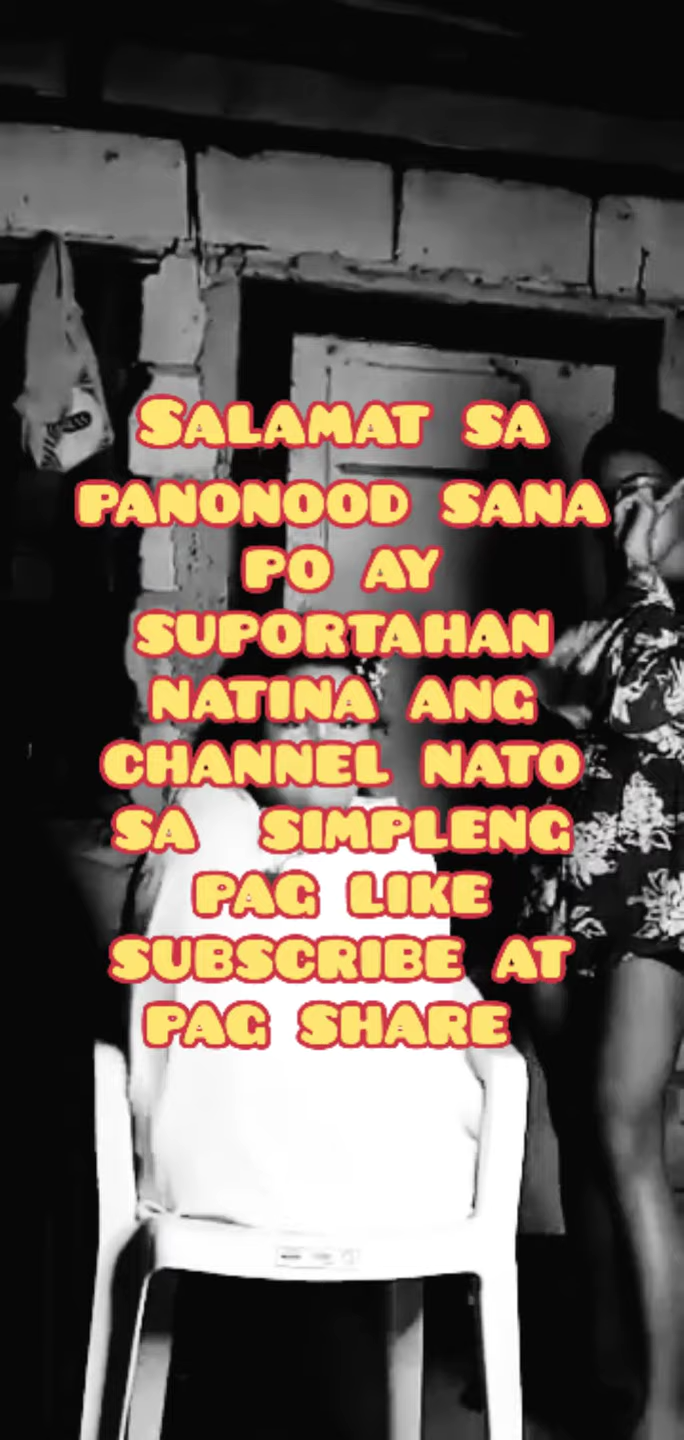 SALAMAT SA
PANONOOD SANA
PO AY
SUPORTAHAN
NATINA ANG
CHANNEL NATO
SA SIMPLENG
PAG LIKE
SUBSCRIBE AT
PAG SHARE